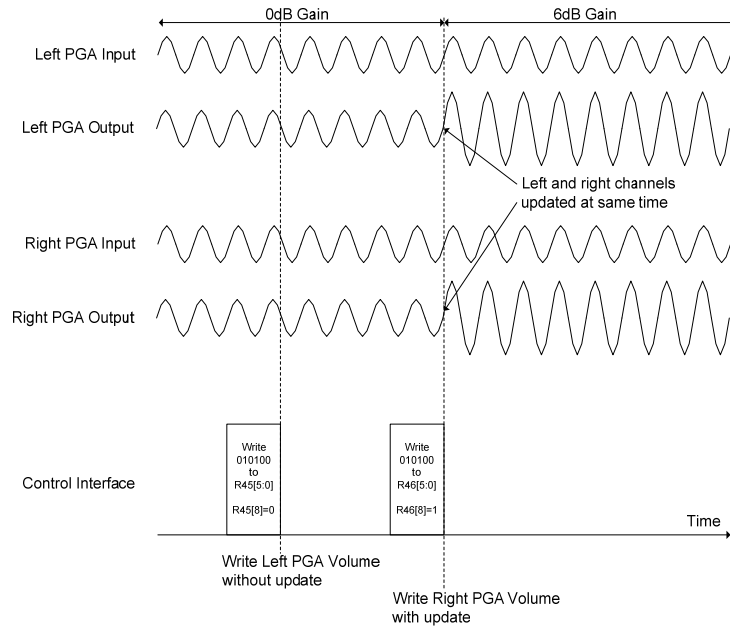 0dB Gain
6dB Gain
Left PGA Input
Left PGA Output
Left and right channels
updated at same time
Right PGA Input
Right PGA Output
Control Interface
Write
010100
to
R45[5:0]
R45[8]=0
Write
010100
to
R46[5:0]
R46[8]=1
Time
Write Left PGA Volume
without update
Write Right PGA Volume
with update